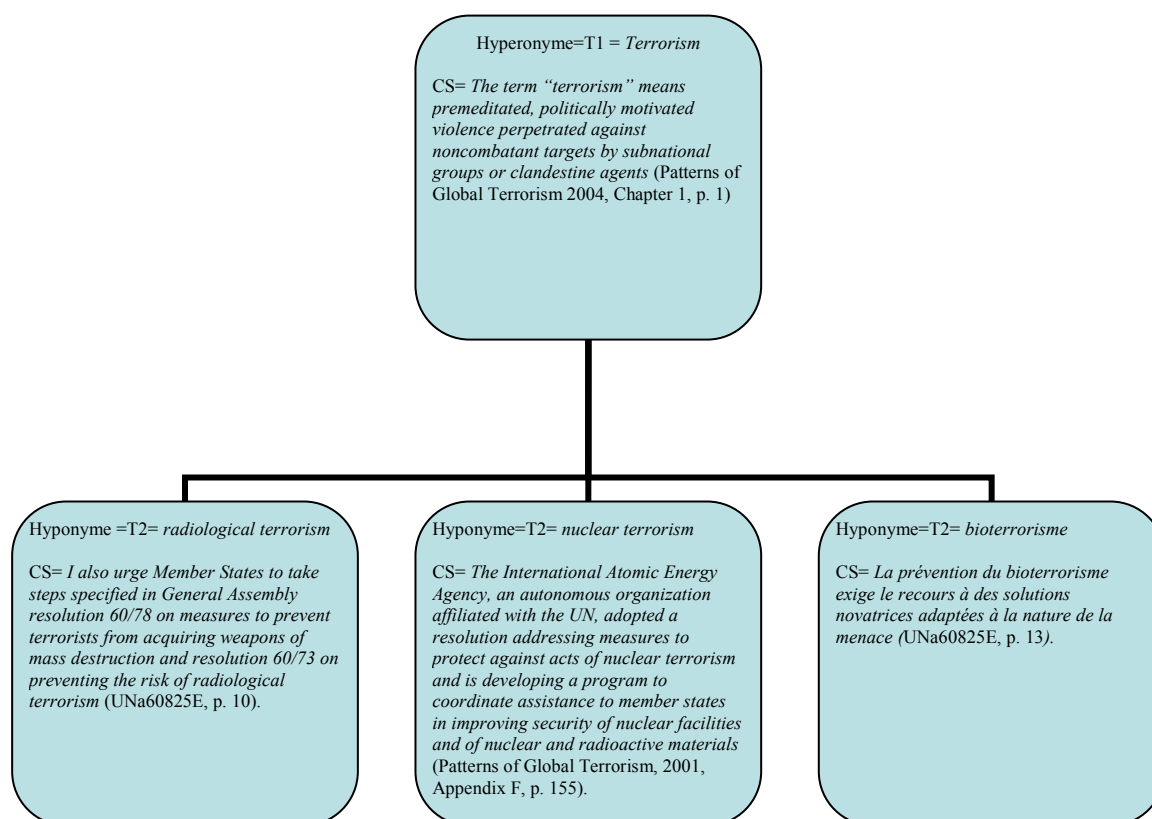 Hyperonyme=T1 = Terrorism
CS= The term “terrorism” means
premeditated, politically motivated
violence perpetrated against
noncombatant targets by subnational
groups or clandestine agents (Patterns of
Global Terrorism 2004, Chapter 1, p. 1)
Hyponyme =T2= radiological terrorism
CS= I also urge Member States to take
steps specified in General Assembly
resolution 60/78 on measures to prevent
terrorists from acquiring weapons of
mass destruction and resolution 60/73 on
preventing the risk of radiological
terrorism (UNa60825E, p. 10).
Hyponyme=T2= nuclear terrorism
CS= The International Atomic Energy
Agency, an autonomous organization
affiliated with the UN, adopted a
resolution addressing measures to
protect against acts of nuclear terrorism
and is developing a program to
coordinate assistance to member states
in improving security of nuclear facilities
and of nuclear and radioactive materials
(Patterns of Global Terrorism, 2001,
Appendix F, p. 155).
Hyponyme=T2= bioterrorisme
CS= La prévention du bioterrorisme
exige le recours à des solutions
novatrices adaptées à la nature de la
menace (UNa60825E, p. 13).